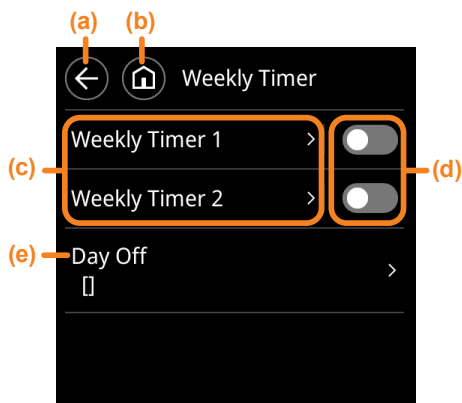 (a) (b)
Weekly Timer
Weekly Timer 1 >
(c) (d)
Weekly Timer 2 >
(e) Day Off >
[]